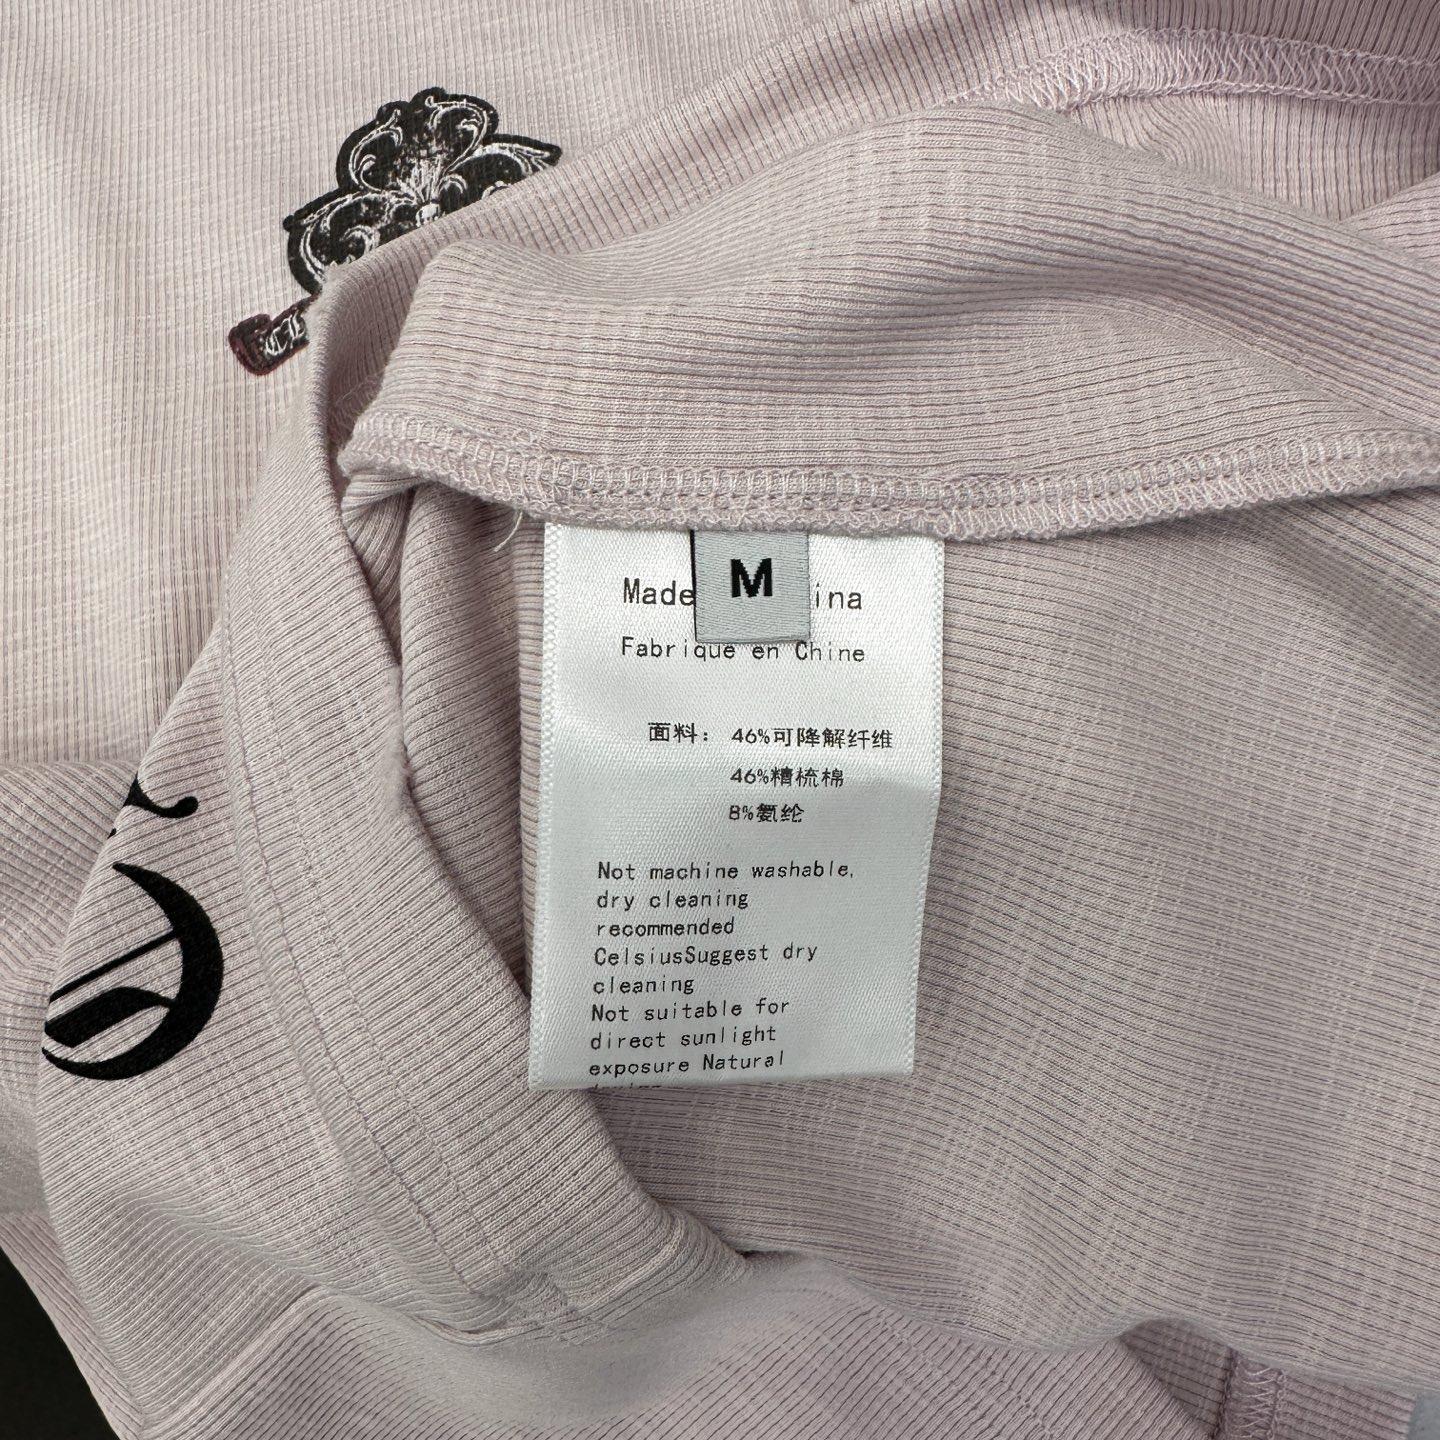 CH
M
Made ina
Fabrique en Chine
面料： 46%可降解纤维
46%精梳棉
8%氨纶
Not machine washable,
dry cleaning
recommended
CelsiusSuggest dry
cleaning
Not suitable for
direct sunlight
exposure Natural